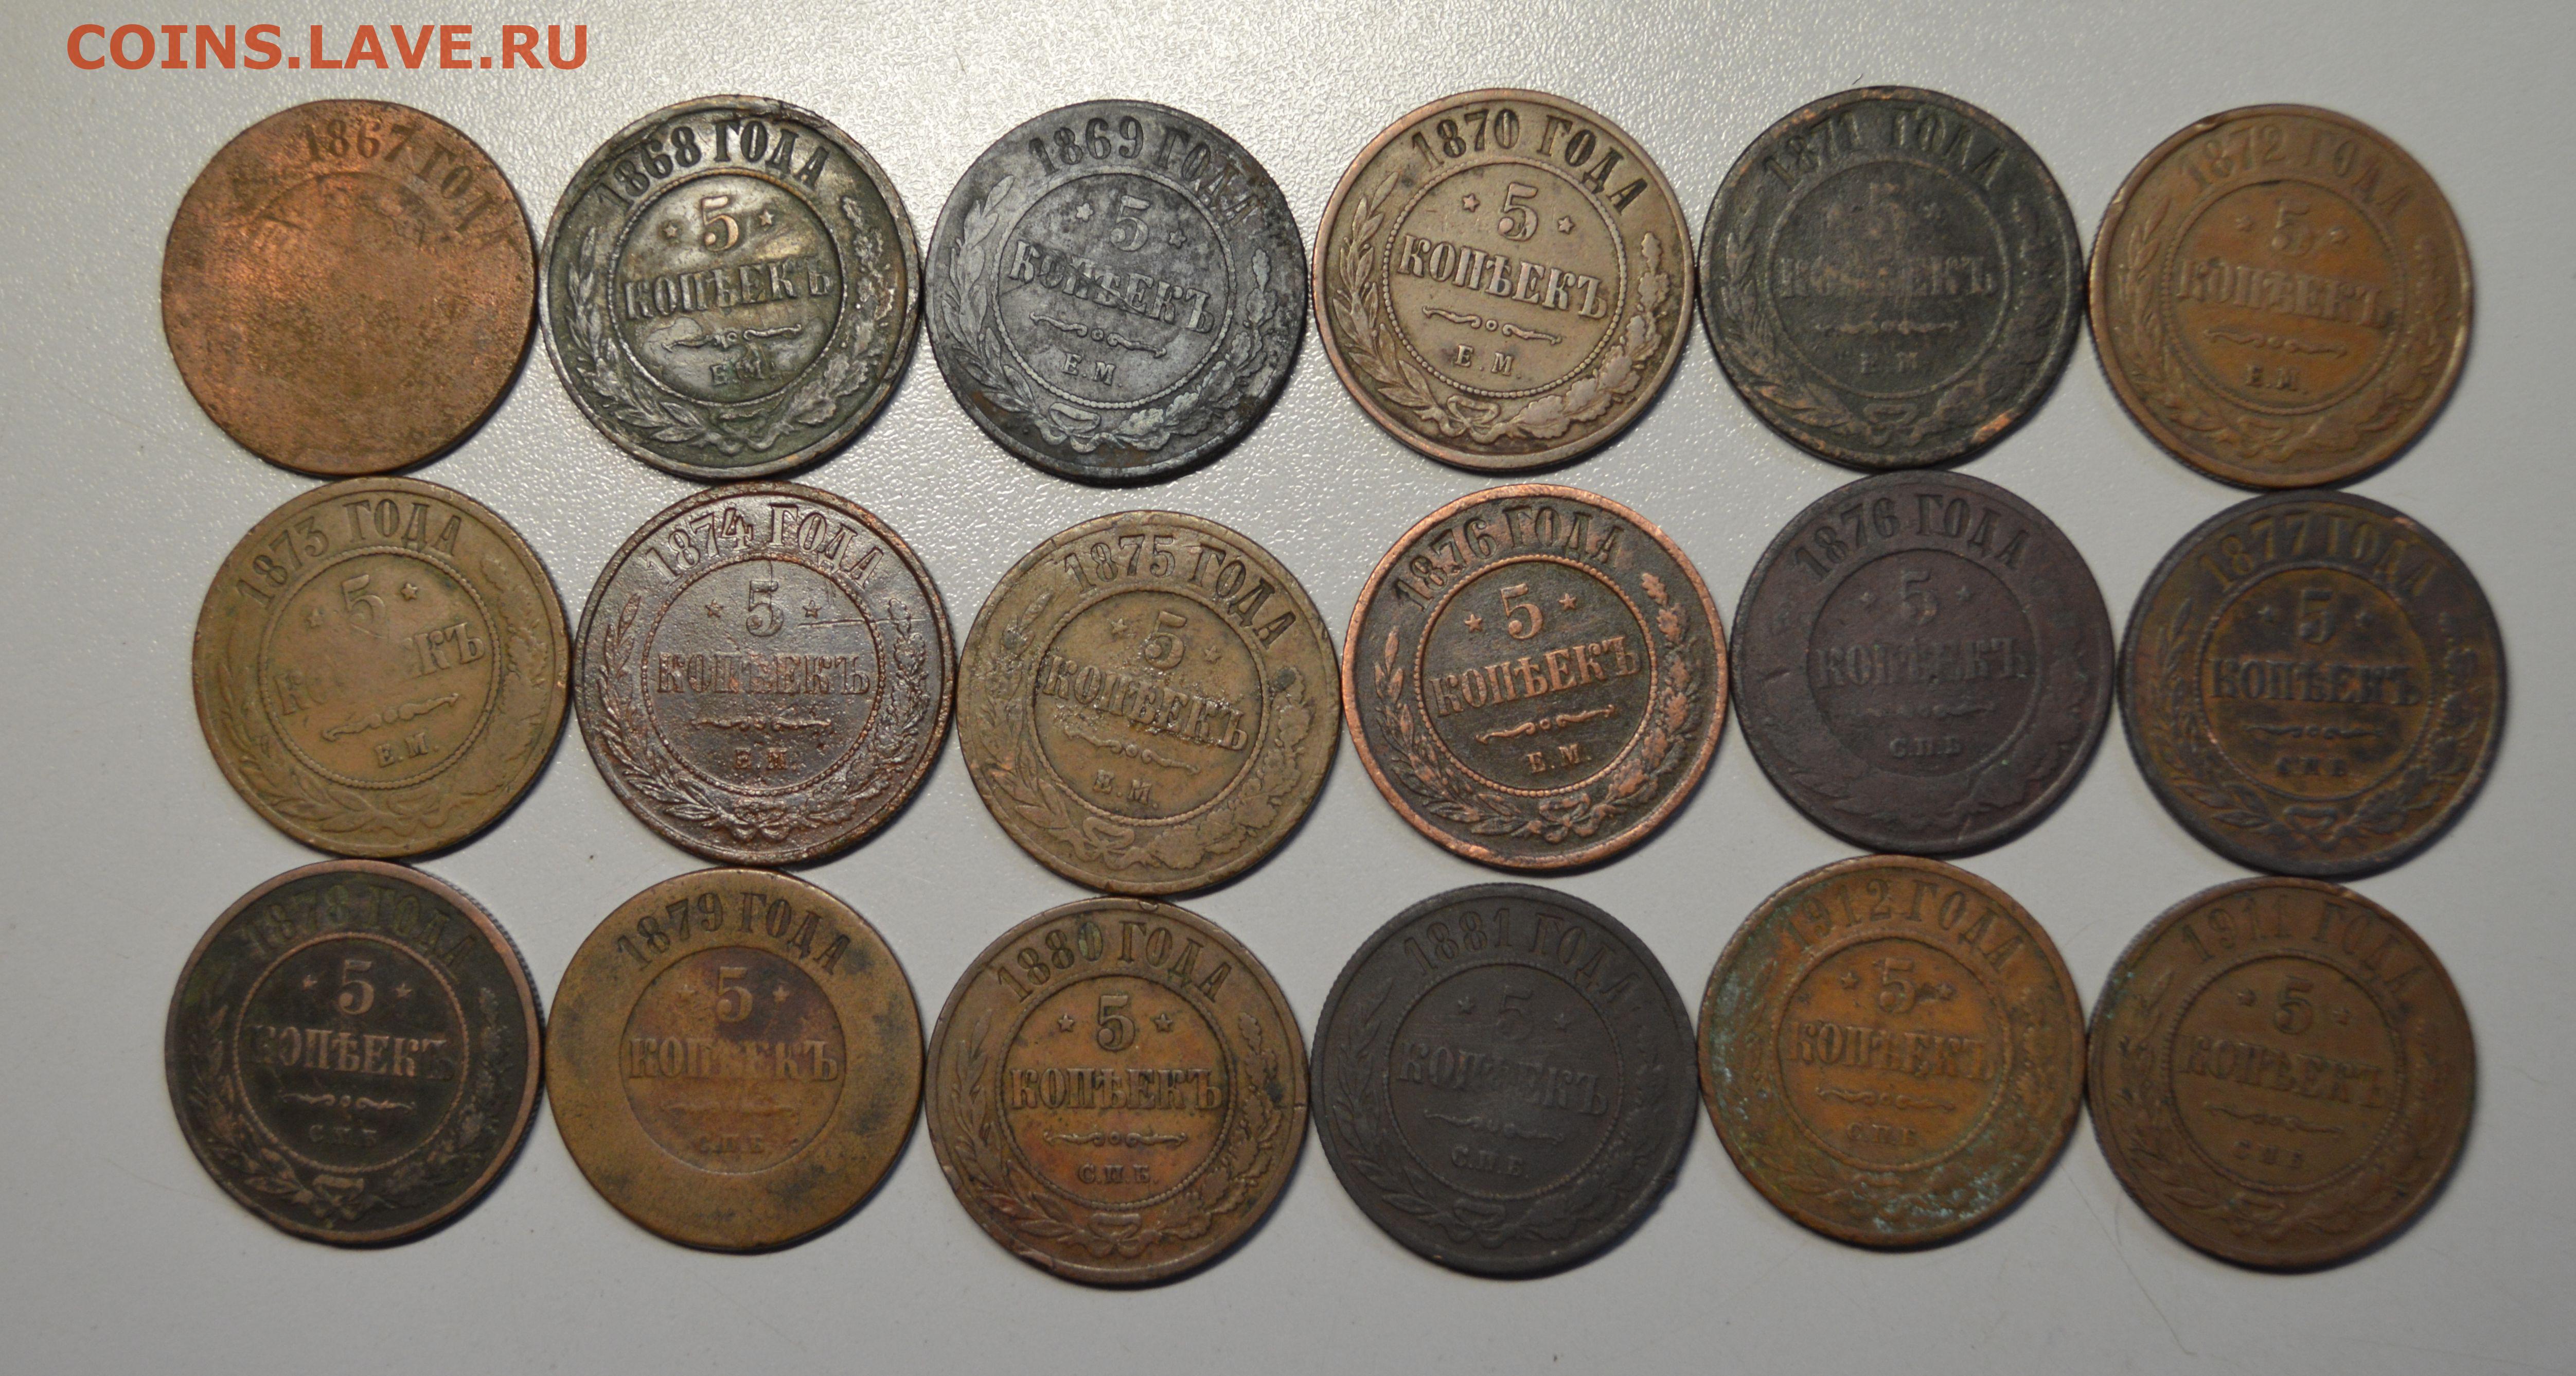 COINS.LAVE.RU
1867 ГОДА
1868 ГОДА
5
КОПѢЕКЪ
Е.М.
1869 ГОДА
5
КОПѢЕКЪ
Е.М.
1870 ГОДА
5
КОПѢЕКЪ
Е.М.
1871 ГОДА
5
КОПѢЕКЪ
Е.М.
1872 ГОДА
5
КОПѢЕКЪ
Е.М.
1873 ГОДА
5
Е.М.
1874 ГОДА
5
КОПѢЕКЪ
Е.М.
1875 ГОДА
5
КОПѢЕКЪ
Е.М.
1876 ГОДА
5
КОПѢЕКЪ
Е.М.
1876 ГОДА
5
КОПѢЕКЪ
С.П.Б
1877 ГОДА
5
КОПѢЕКЪ
С.П.Б.
1878 ГОДА
5
КОПѢЕКЪ
С.П.Б
1879 ГОДА
5
КОПѢЕКЪ
С.П.Б
1880 ГОДА
5
КОПѢЕКЪ
С.П.Б.
1881 ГОДА
5
КОПѢЕКЪ
С.П.Б.
1912 ГОДА
5
КОПѢЕКЪ
С.П.Б.
1911 ГОДА
5
КОПѢЕКЪ
С.П.Б